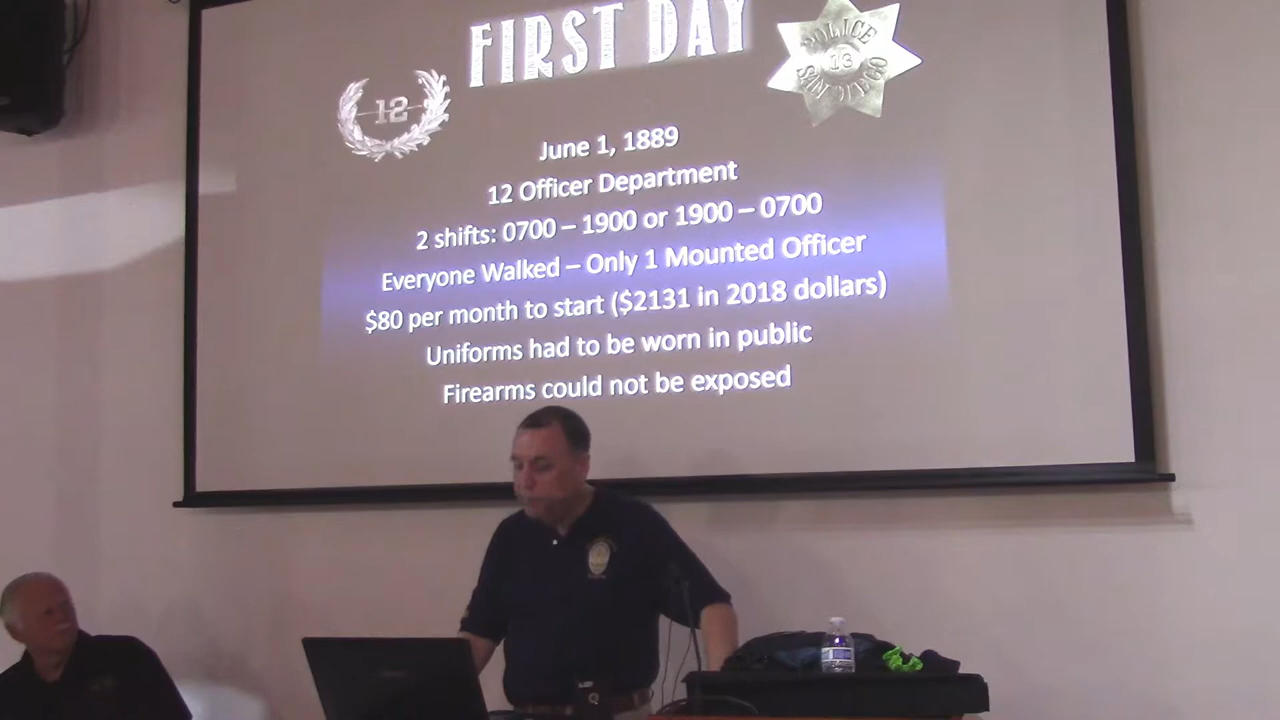 FIRST DAY
12
POLICE
13
SAN DIEGO
June 1, 1889
12 Officer Department
2 shifts: 0700 – 1900 or 1900 – 0700
Everyone Walked – Only 1 Mounted Officer
$80 per month to start ($2131 in 2018 dollars)
Uniforms had to be worn in public
Firearms could not be exposed